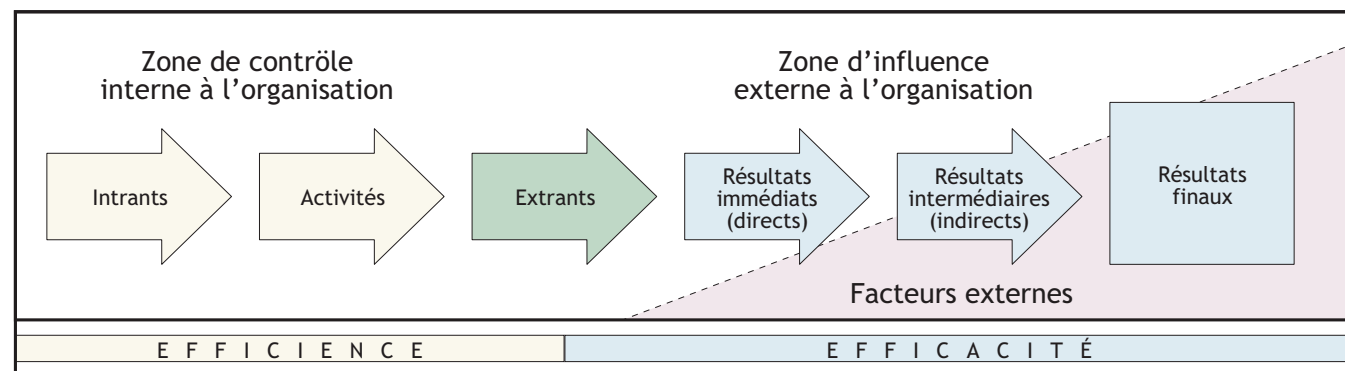 Zone de contröle
interne à l’organisation
Zone d’influence
externe à l’organisation
Intrants
Activités
Extrants
Résultats
immédiats
(directs)
Résultats
intermédiaires
(indirects)
Résultats
finaux
Facteurs externes
EFFICIENCE
EFFICACITÉ